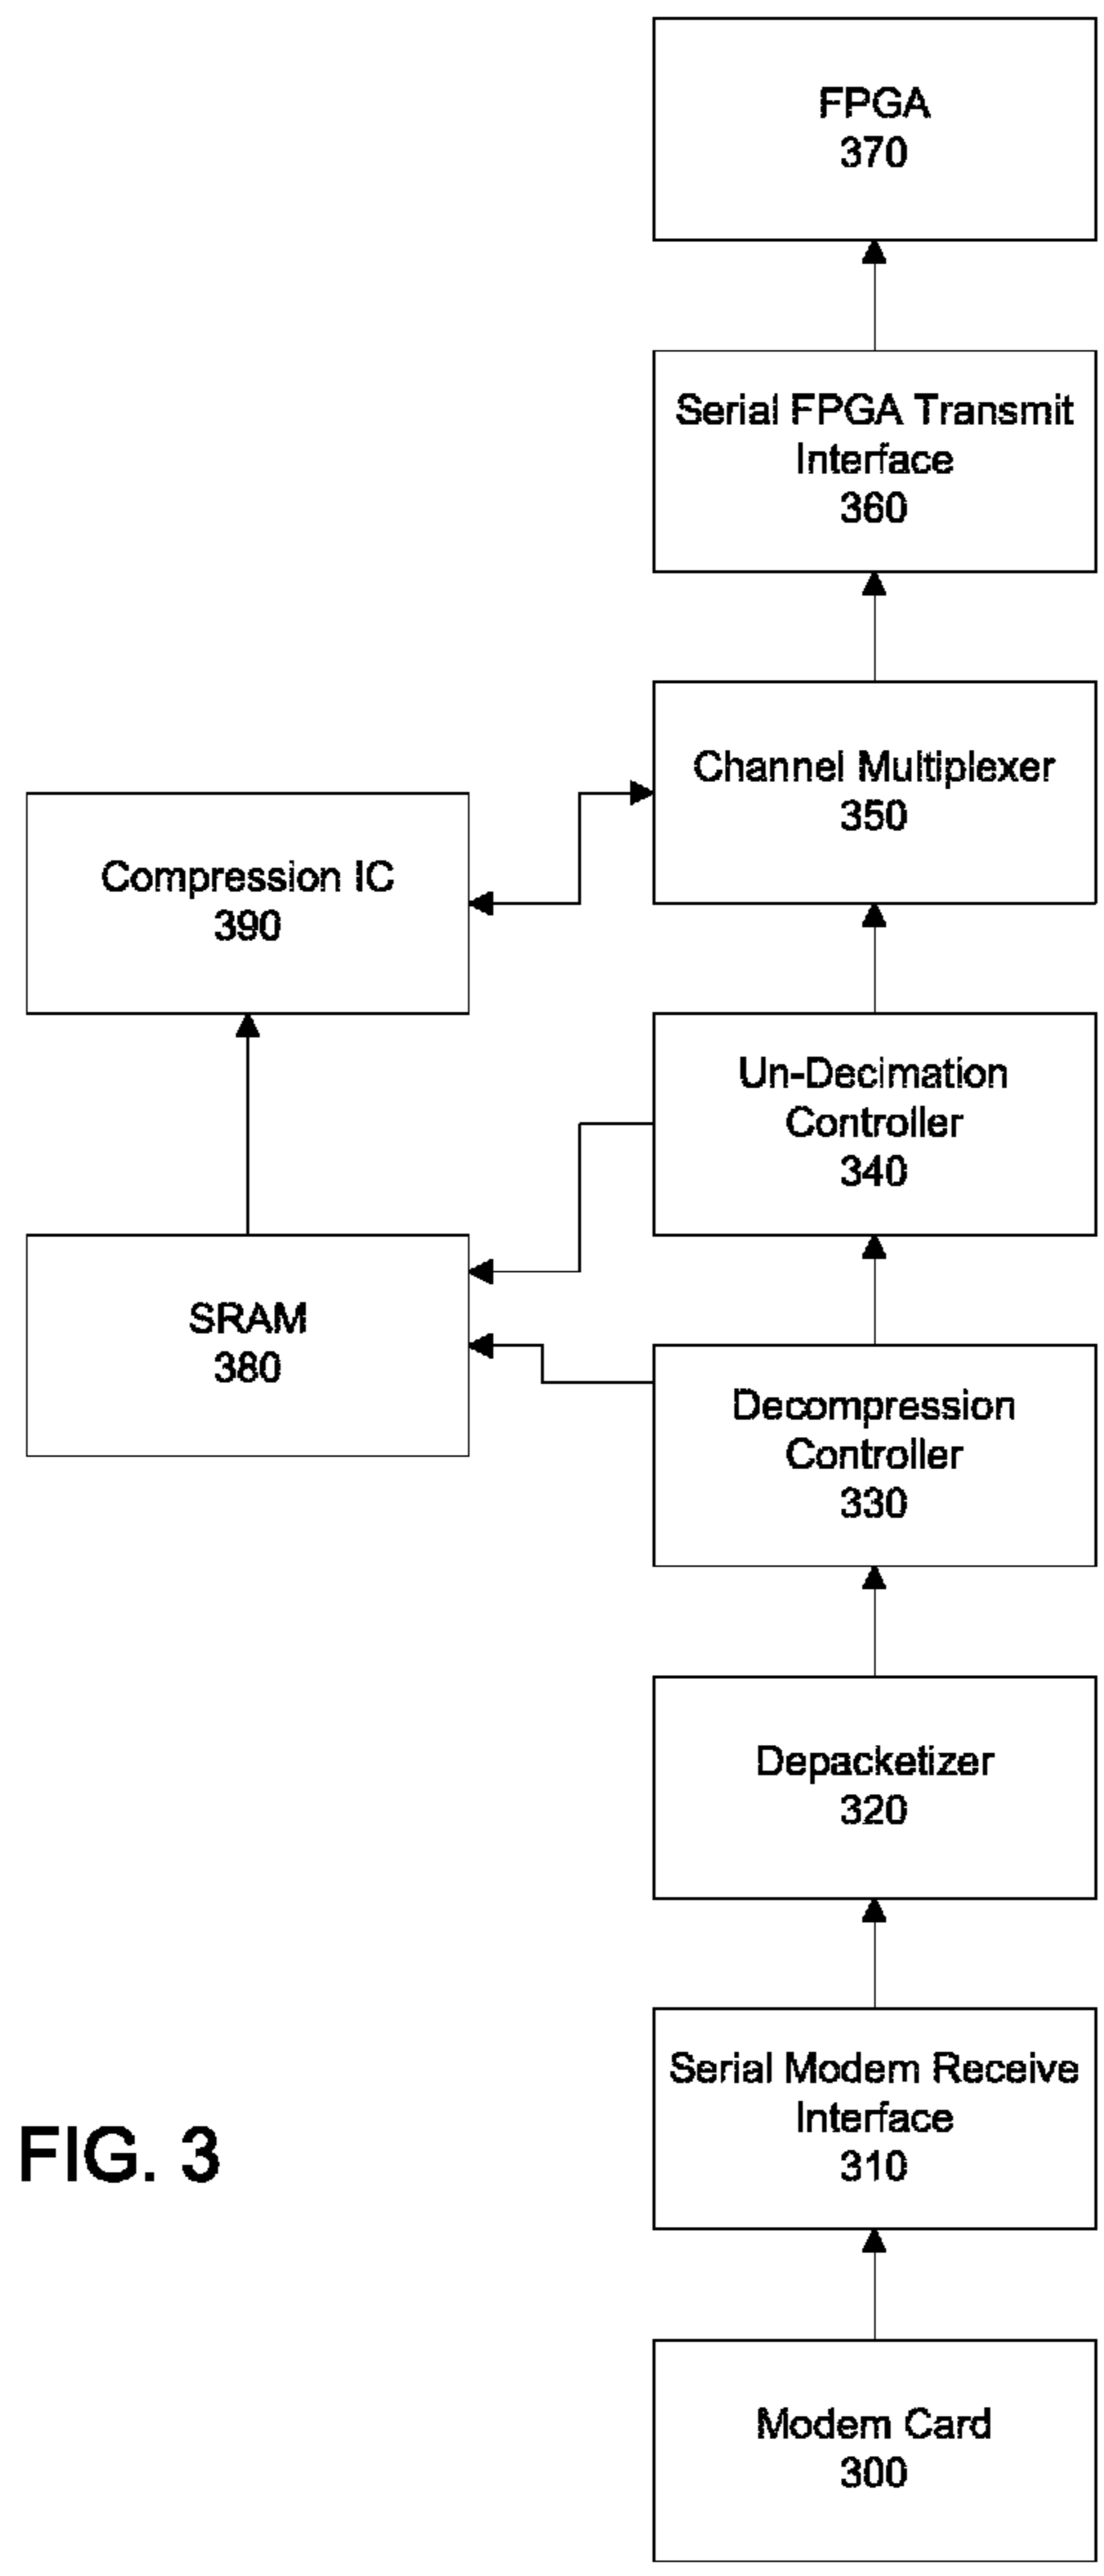 FPGA
370
Serial FPGA Transmit
Interface
360
Channel Multiplexer
350
Compression IC
390
Un-Decimation
Controller
340
SRAM
380
Decompression
Controller
330
Depacketizer
320
Serial Modem Receive
Interface
310
FIG. 3
Modem Card
300